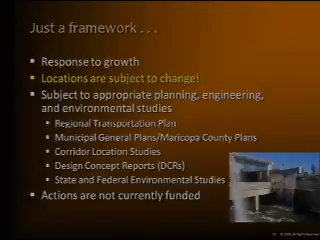 Just a framework . . .
Response to growth
Locations are subject to change!
Subject to appropriate planning, engineering,
and environmental studies
Regional Transportation Plan
Municipal General Plans/Maricopa County Plans
Corridor Location Studies
Design Concept Reports (DCRs)
State and Federal Environmental Studies
Actions are not currently funded